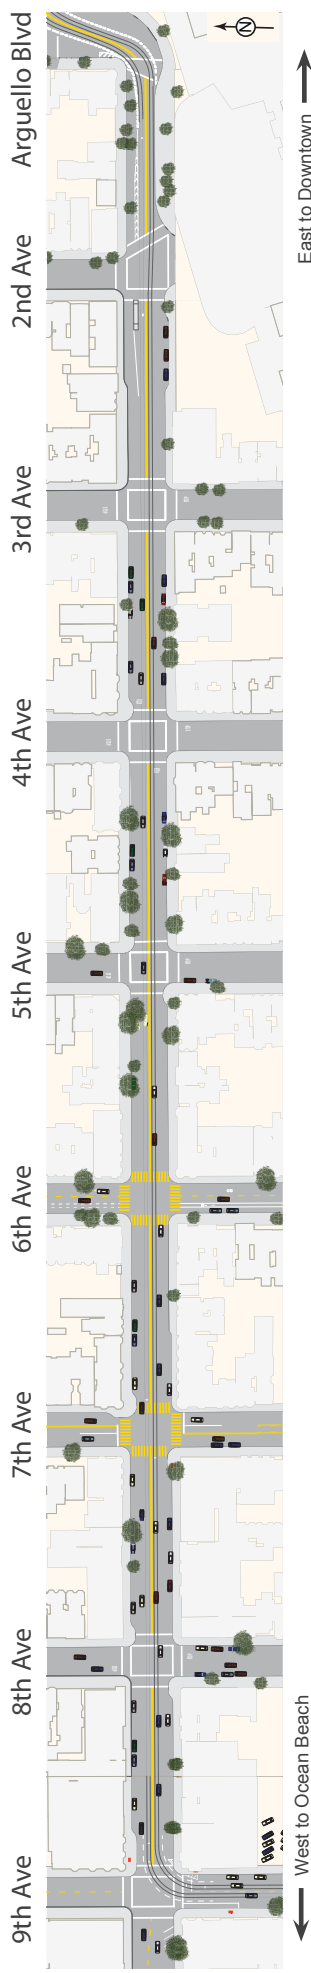 Arguello Blvd
2nd Ave
3rd Ave
4th Ave
5th Ave
6th Ave
7th Ave
8th Ave
9th Ave
N
East to Downtown
West to Ocean Beach